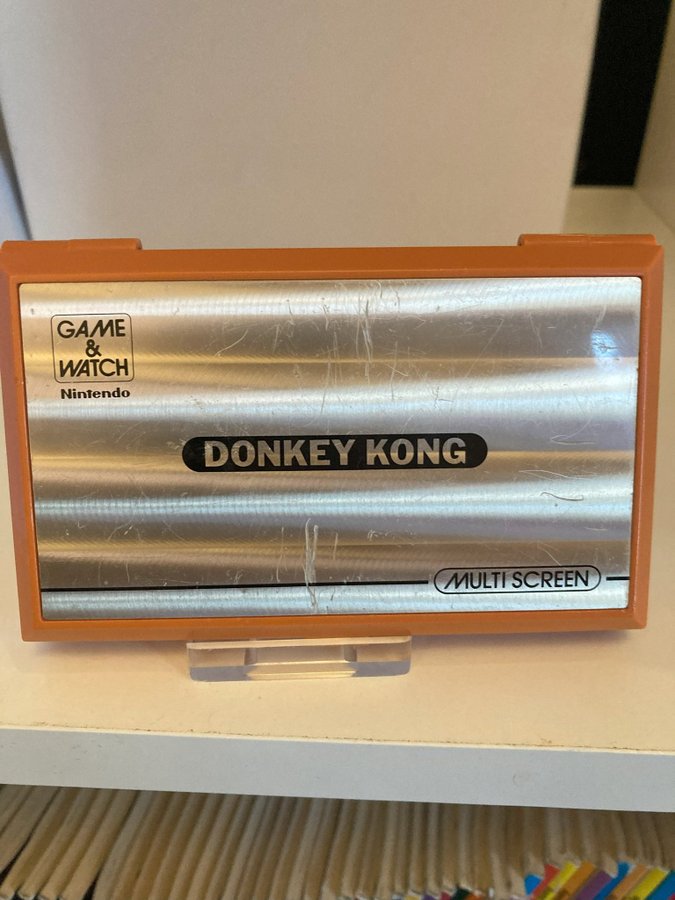 GAME
&
WATCH
Nintendo
DONKEY KONG
MULTI SCREEN